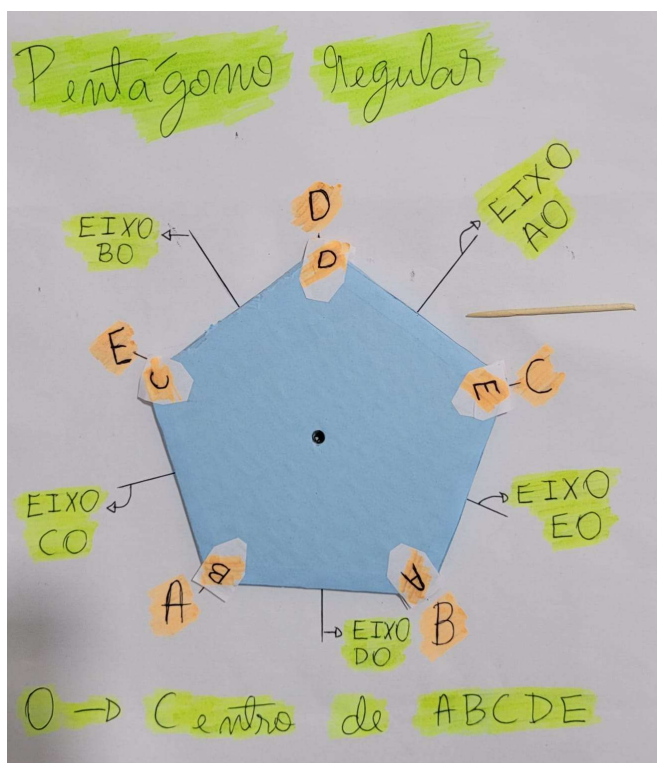 Pentágono Regular
D
EIXO
AO
EIXO
BO
D
E
C
C
E
EIXO
CO
EIXO
EO
B
A
A
B
EIXO
DO
O → Centro de ABCDE